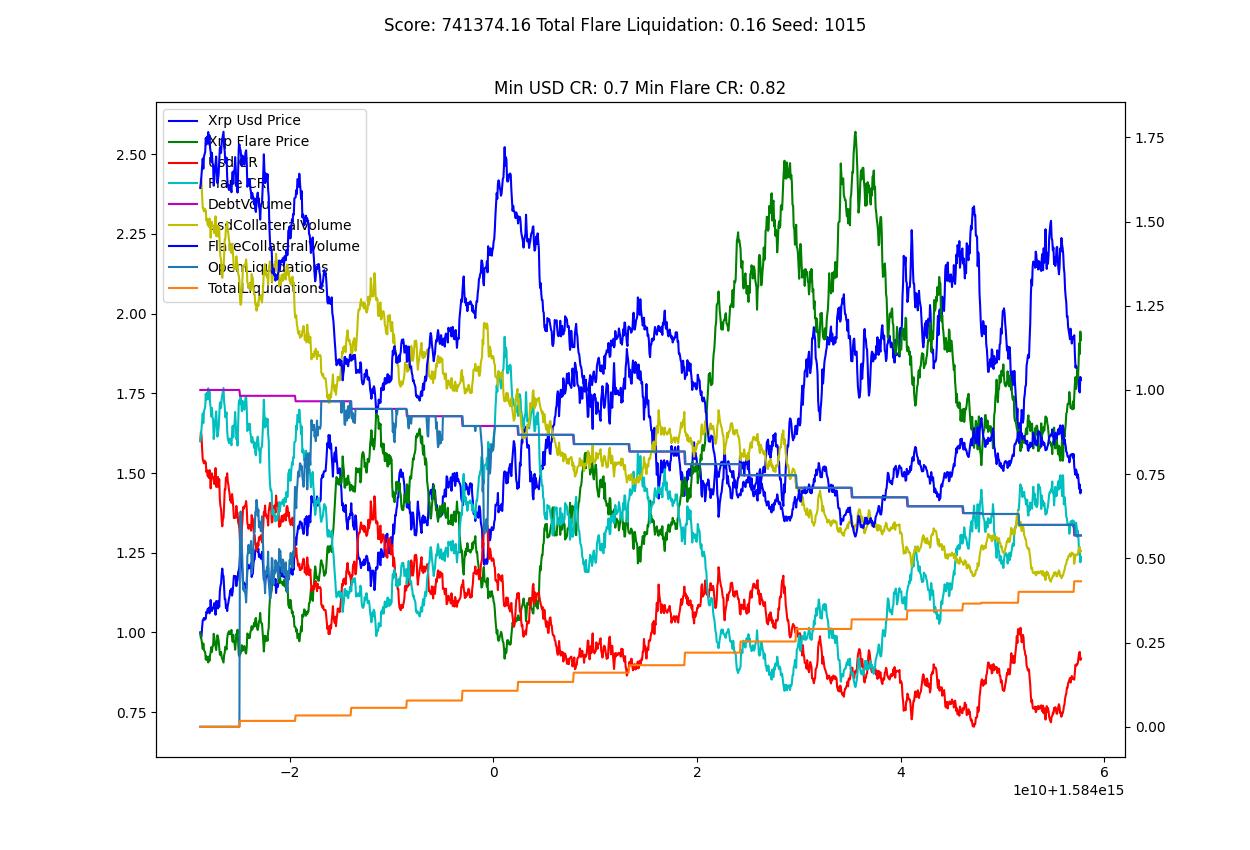 Score: 741374.16 Total Flare Liquidation: 0.16 Seed: 1015
Min USD CR: 0.7 Min Flare CR: 0.82
Xrp Usd Price
Xrp Flare Price
Usd CR
Flare CR
DebtVolume
UsdCollateralVolume
FlareCollateralVolume
OpenLiquidations
TotalLiquidations
2.50
2.25
2.00
1.75
1.50
1.25
1.00
0.75
1.75
1.50
1.25
1.00
0.75
0.50
0.25
0.00
−2
0
2
4
6
1e10+1.584e15